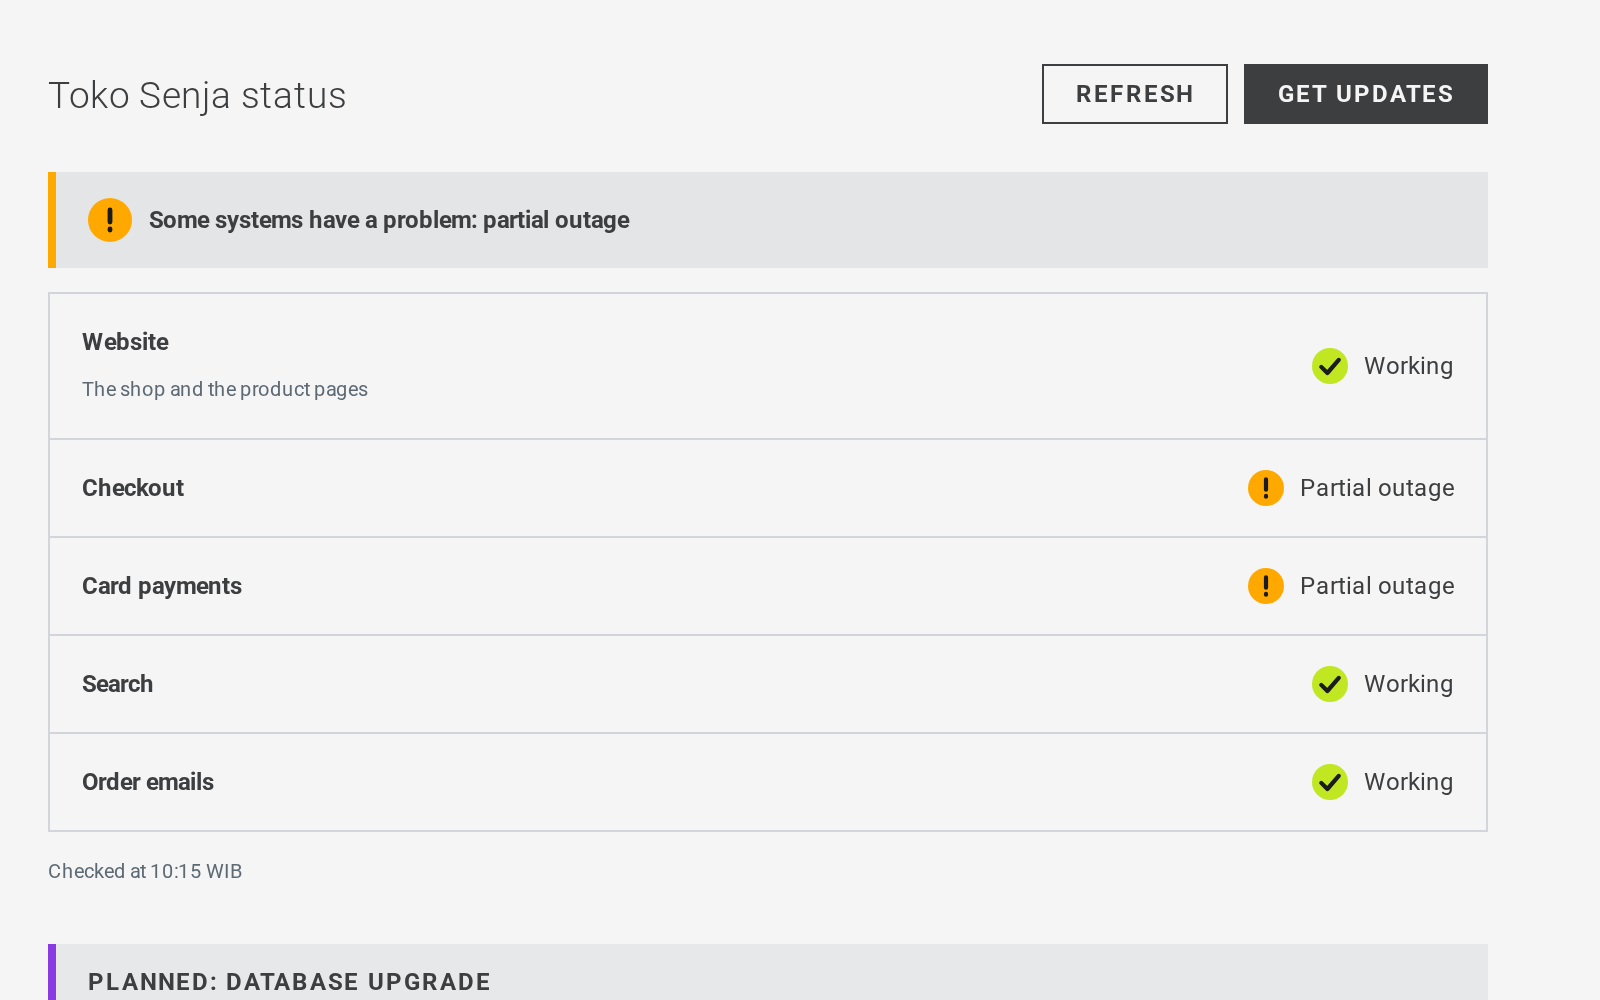 Toko Senja status
REFRESH
GET UPDATES
Some systems have a problem: partial outage
Website
The shop and the product pages
Working
Checkout
Partial outage
Card payments
Partial outage
Search
Working
Order emails
Working
Checked at 10:15 WIB
PLANNED: DATABASE UPGRADE